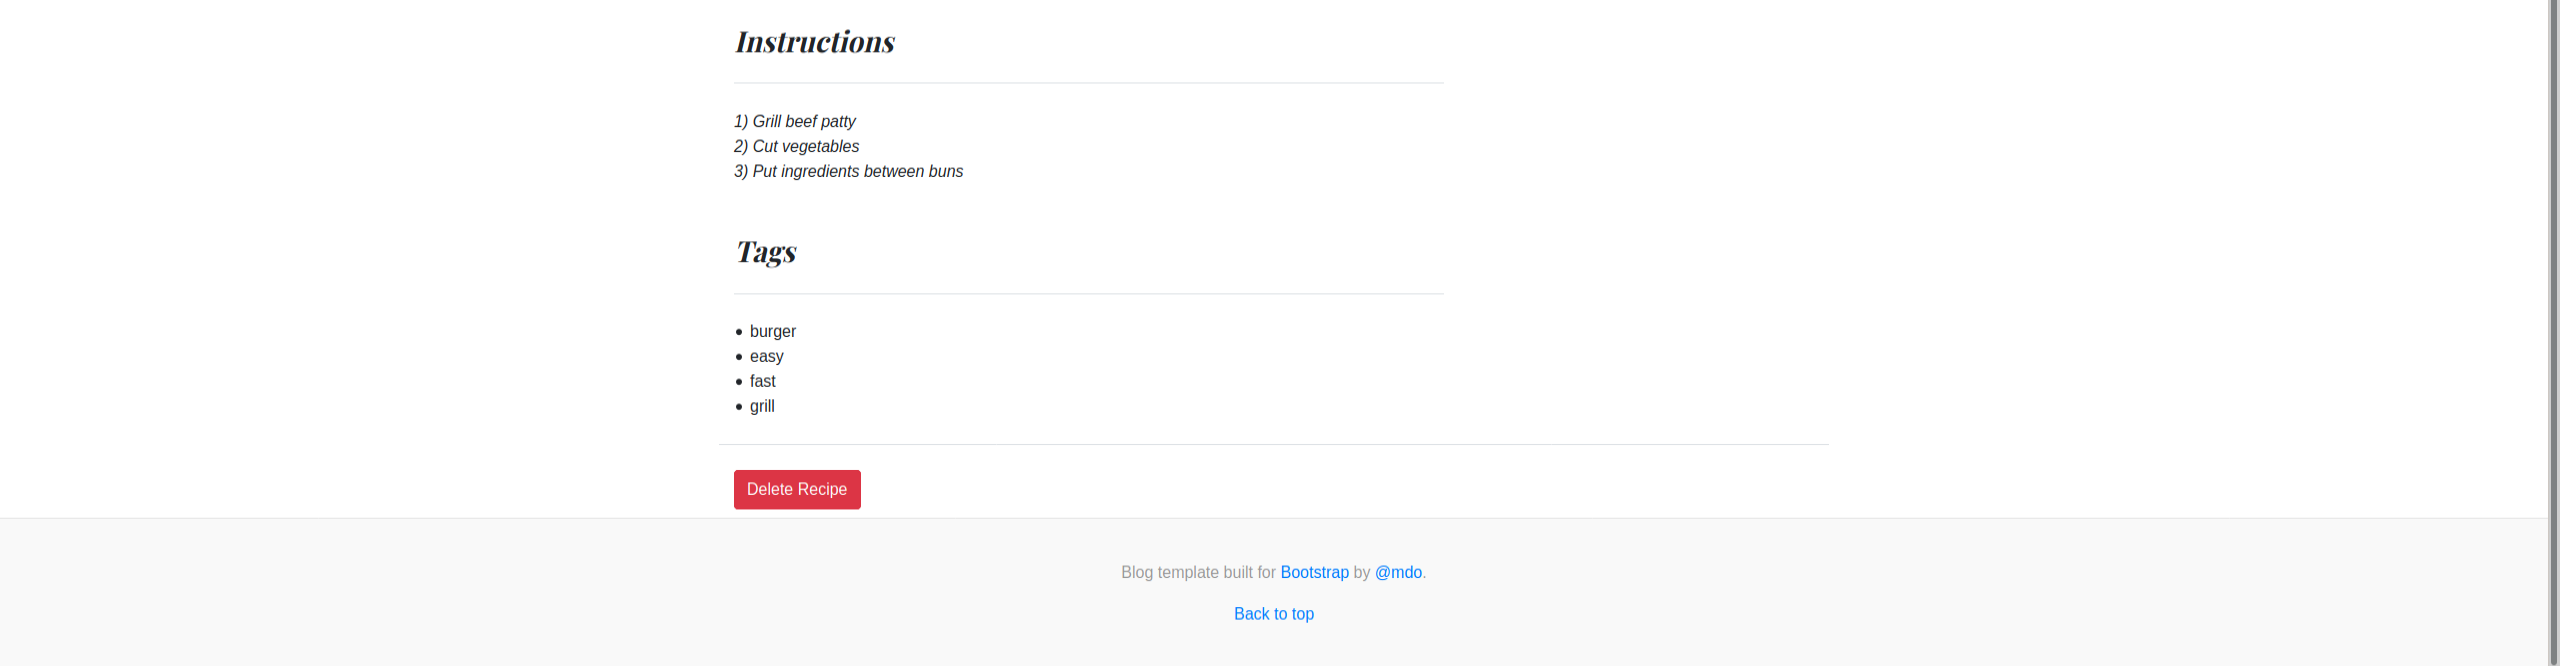 Instructions
1) Grill beef patty
2) Cut vegetables
3) Put ingredients between buns
Tags
• burger
• easy
• fast
• grill
Delete Recipe
Blog template built for Bootstrap by @mdo.
Back to top